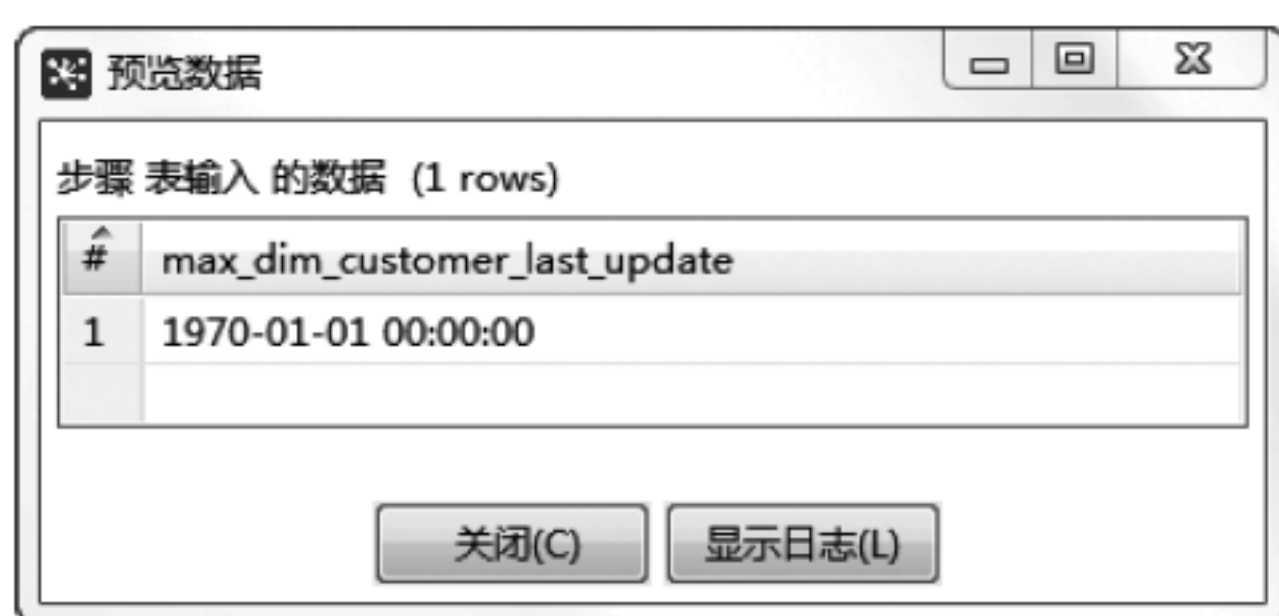 预览数据
步骤 表输入 的数据 (1 rows)
# max_dim_customer_last_update
1 1970-01-01 00:00:00
关闭(C) 显示日志(L)